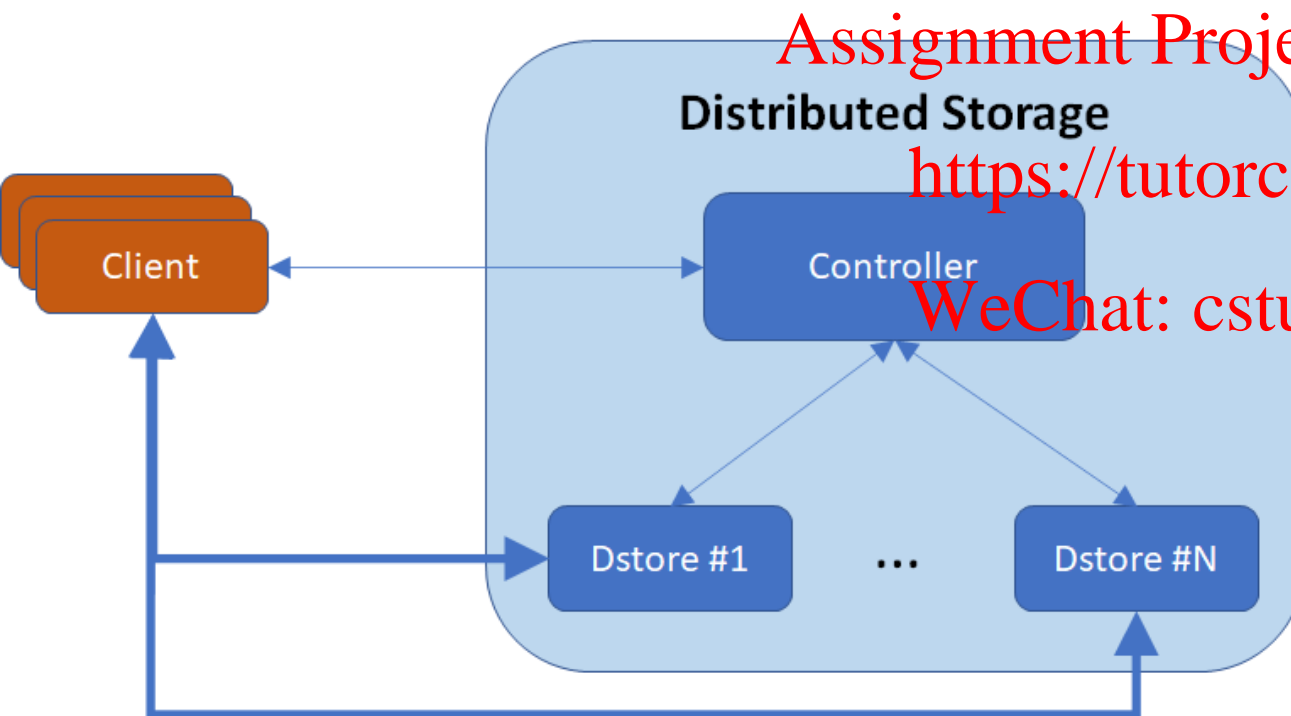 Assignment Proje
Distributed Storage
https://tutorc
Client
Controller
WeChat: cstu
Dstore #1
...
Dstore #N